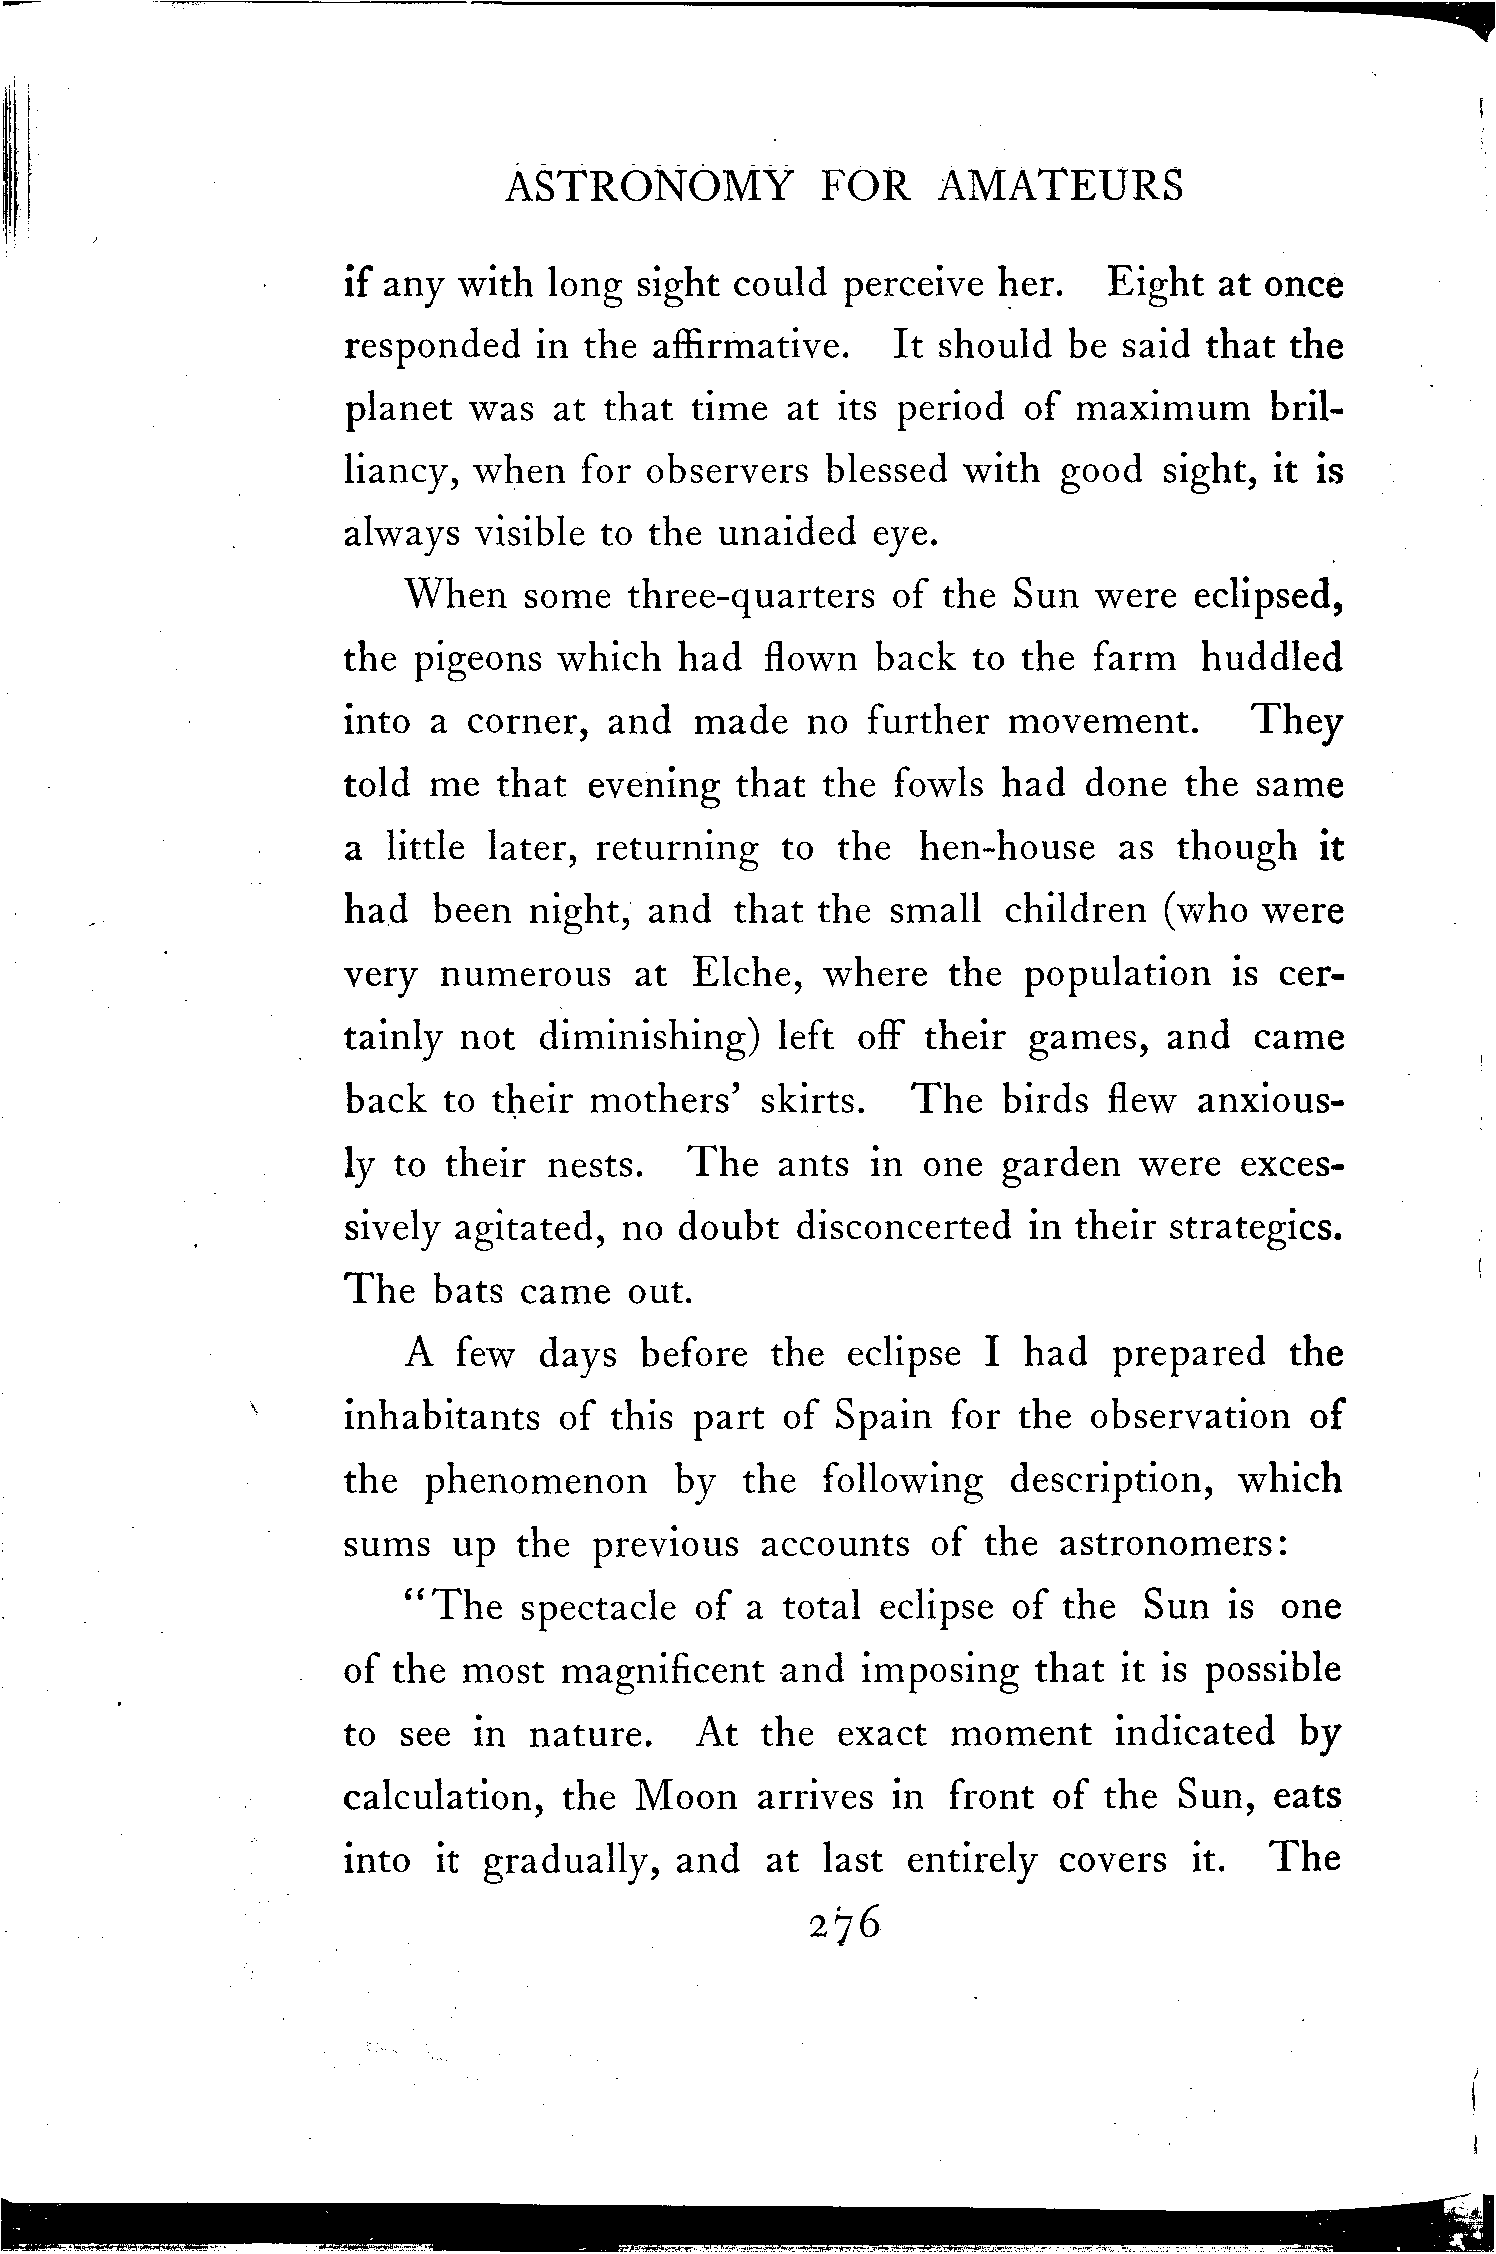 ASTRONOMY FOR AMATEURS
if any with long sight could perceive her. Eight at once
responded in the affirmative. It should be said that the
planet was at that time at its period of maximum bril-
liancy, when for observers blessed with good sight, it is
always visible to the unaided eye.
When some three-quarters of the Sun were eclipsed,
the pigeons which had flown back to the farm huddled
into a corner, and made no further movement. They
told me that evening that the fowls had done the same
a little later, returning to the hen-house as though it
had been night, and that the small children (who were
very numerous at Elche, where the population is cer-
tainly not diminishing) left off their games, and came
back to their mothers' skirts. The birds flew anxious-
ly to their nests. The ants in one garden were exces-
sively agitated, no doubt disconcerted in their strategics.
The bats came out.
A few days before the eclipse I had prepared the
inhabitants of this part of Spain for the observation of
the phenomenon by the following description, which
sums up the previous accounts of the astronomers:
“The spectacle of a total eclipse of the Sun is one
of the most magnificent and imposing that it is possible
to see in nature. At the exact moment indicated by
calculation, the Moon arrives in front of the Sun, eats
into it gradually, and at last entirely covers it. The
276